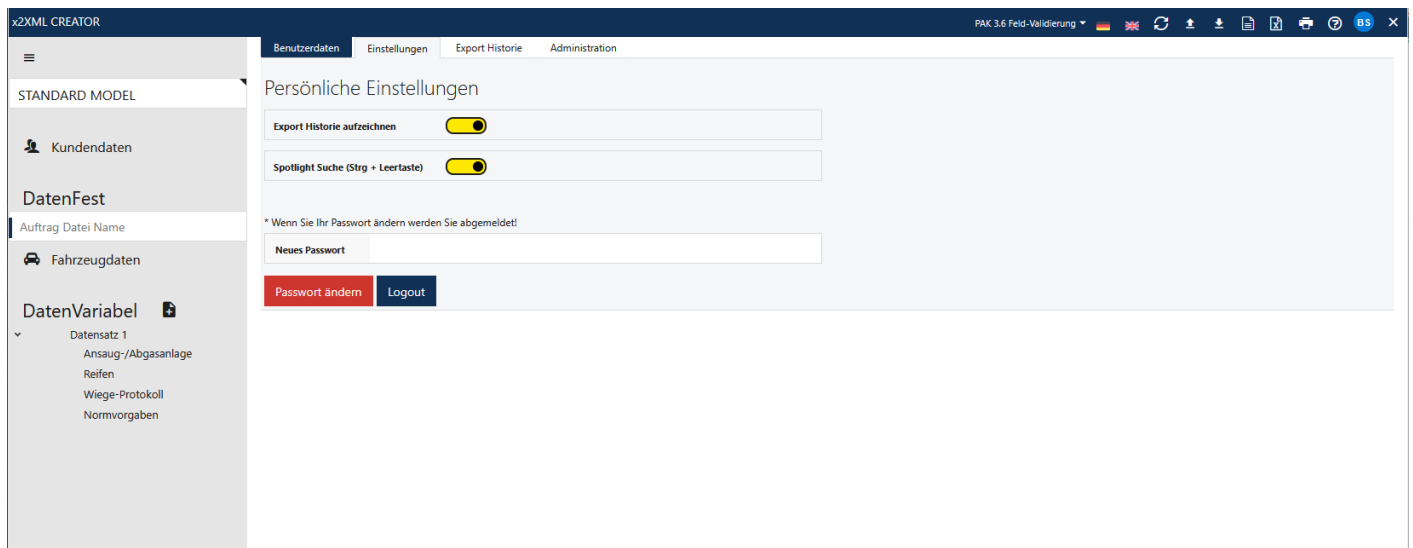 x2XML CREATOR
PAK 3.6 Feld-Validierung
BS
STANDARD MODEL
Kundendaten
DatenFest
Auftrag Datei Name
Fahrzeugdaten
DatenVariabel
Datensatz 1
Ansaug-/Abgasanlage
Reifen
Wiege-Protokoll
Normvorgaben
Benutzerdaten Einstellungen Export Historie Administration
Persönliche Einstellungen
Export Historie aufzeichnen
Spotlight Suche (Strg + Leertaste)
* Wenn Sie Ihr Passwort ändern werden Sie abgemeldet!
Neues Passwort
Passwort ändern Logout